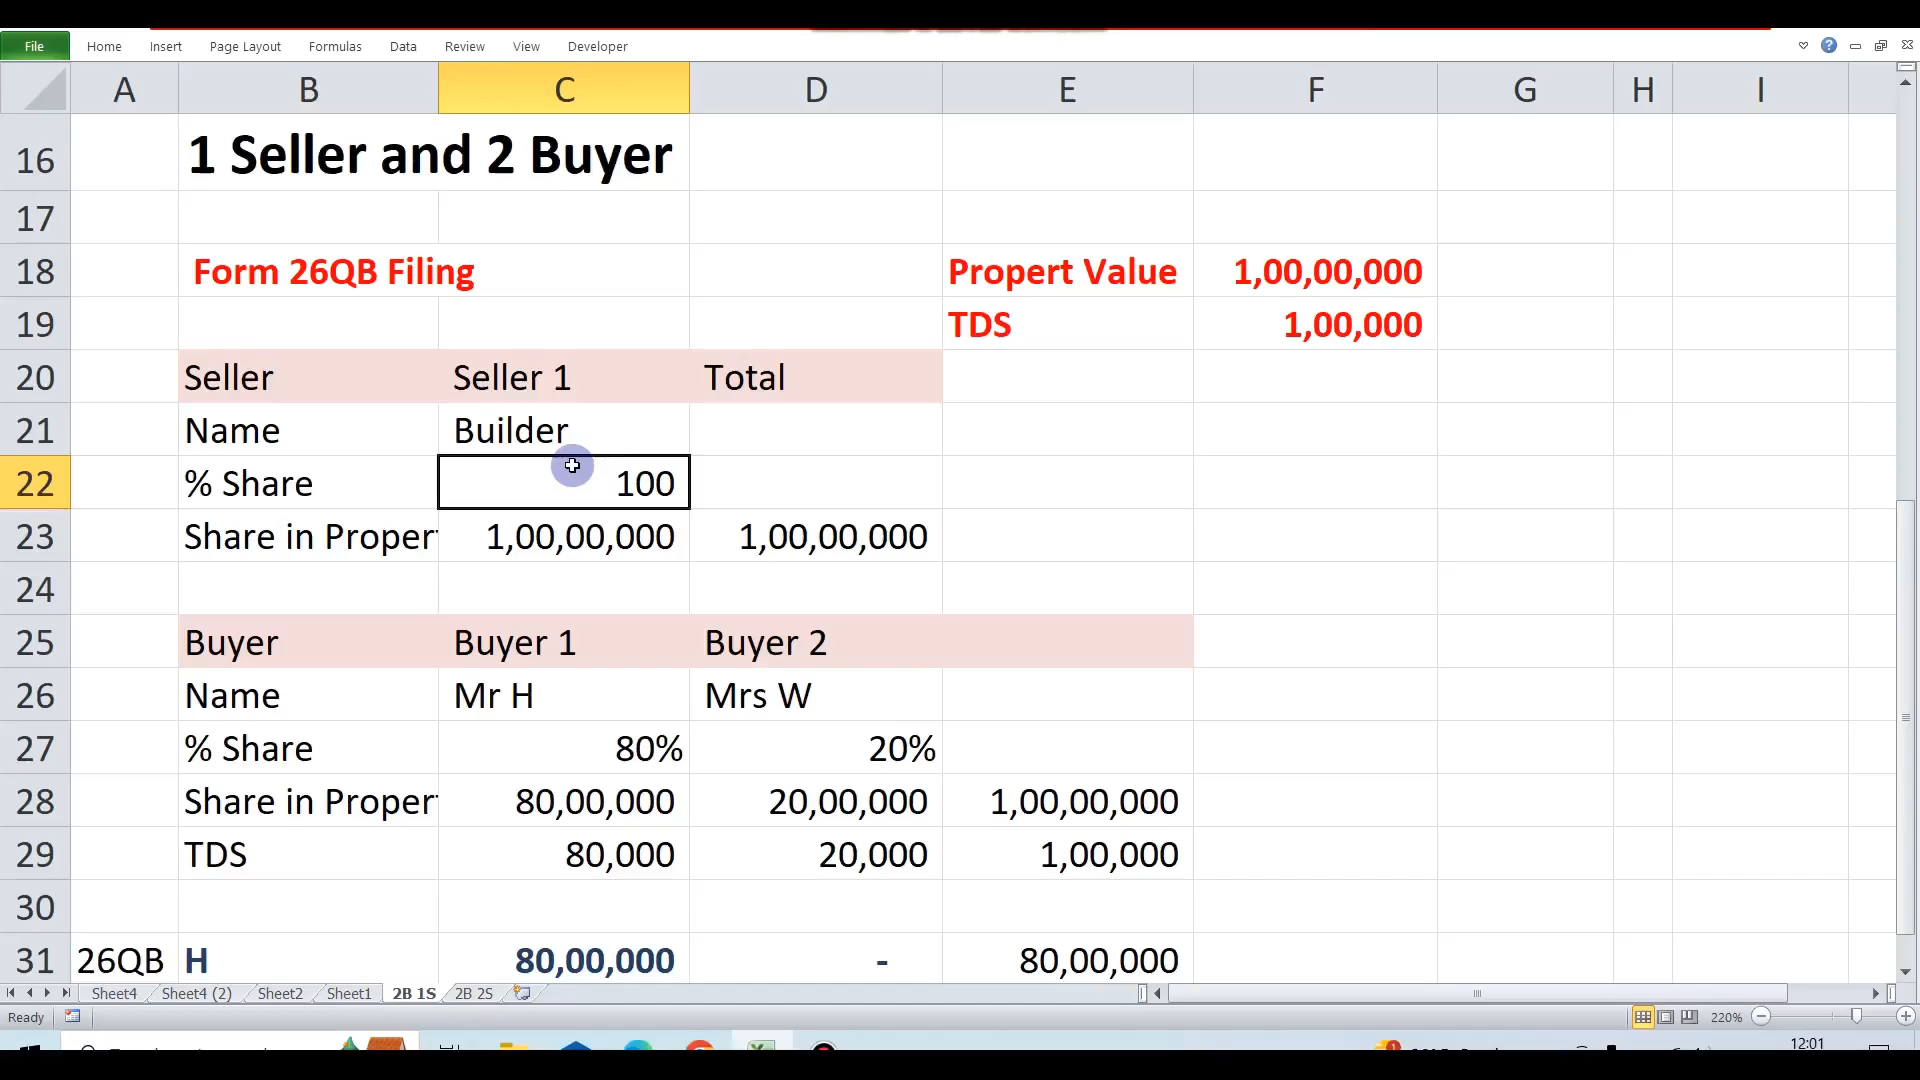 File Home Insert Page Layout Formulas Data Review View Developer
A B C D E F G H I
16 1 Seller and 2 Buyer
17
18 Form 26QB Filing Propert Value 1,00,00,000
19 TDS 1,00,000
20 Seller Seller 1 Total
21 Name Builder
22 % Share 100
23 Share in Proper 1,00,00,000 1,00,00,000
24
25 Buyer Buyer 1 Buyer 2
26 Name Mr H Mrs W
27 % Share 80% 20%
28 Share in Proper 80,00,000 20,00,000 1,00,00,000
29 TDS 80,000 20,000 1,00,000
30
31 26QB H 80,00,000 - 80,00,000
Sheet4 Sheet4 (2) Sheet2 Sheet1 2B 1S 2B 2S
Ready 220%
12:01